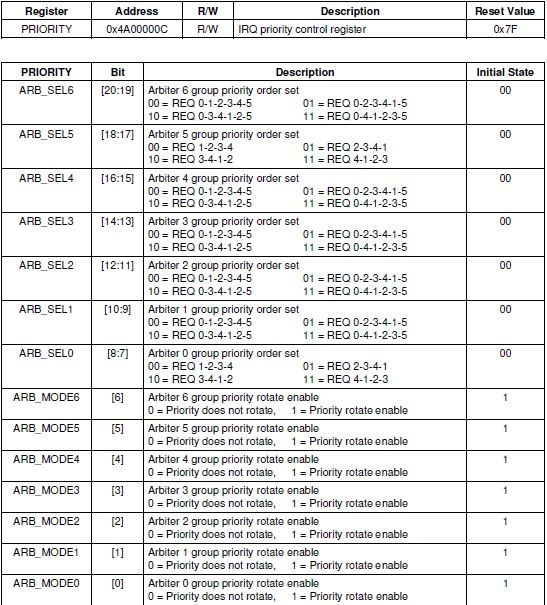 Register Address R/W Description Reset Value
PRIORITY 0x4A00000C R/W IRQ priority control register 0x7F
PRIORITY Bit Description Initial State
ARB_SEL6 [20:19] Arbiter 6 group priority order set 00
00 = REQ 0-1-2-3-4-5 01 = REQ 0-2-3-4-1-5
10 = REQ 0-3-4-1-2-5 11 = REQ 0-4-1-2-3-5
ARB_SEL5 [18:17] Arbiter 5 group priority order set 00
00 = REQ 1-2-3-4 01 = REQ 2-3-4-1
10 = REQ 3-4-1-2 11 = REQ 4-1-2-3
ARB_SEL4 [16:15] Arbiter 4 group priority order set 00
00 = REQ 0-1-2-3-4-5 01 = REQ 0-2-3-4-1-5
10 = REQ 0-3-4-1-2-5 11 = REQ 0-4-1-2-3-5
ARB_SEL3 [14:13] Arbiter 3 group priority order set 00
00 = REQ 0-1-2-3-4-5 01 = REQ 0-2-3-4-1-5
10 = REQ 0-3-4-1-2-5 11 = REQ 0-4-1-2-3-5
ARB_SEL2 [12:11] Arbiter 2 group priority order set 00
00 = REQ 0-1-2-3-4-5 01 = REQ 0-2-3-4-1-5
10 = REQ 0-3-4-1-2-5 11 = REQ 0-4-1-2-3-5
ARB_SEL1 [10:9] Arbiter 1 group priority order set 00
00 = REQ 0-1-2-3-4-5 01 = REQ 0-2-3-4-1-5
10 = REQ 0-3-4-1-2-5 11 = REQ 0-4-1-2-3-5
ARB_SEL0 [8:7] Arbiter 0 group priority order set 00
00 = REQ 1-2-3-4 01 = REQ 2-3-4-1
10 = REQ 3-4-1-2 11 = REQ 4-1-2-3
ARB_MODE6 [6] Arbiter 6 group priority rotate enable 1
0 = Priority does not rotate, 1 = Priority rotate enable
ARB_MODE5 [5] Arbiter 5 group priority rotate enable 1
0 = Priority does not rotate, 1 = Priority rotate enable
ARB_MODE4 [4] Arbiter 4 group priority rotate enable 1
0 = Priority does not rotate, 1 = Priority rotate enable
ARB_MODE3 [3] Arbiter 3 group priority rotate enable 1
0 = Priority does not rotate, 1 = Priority rotate enable
ARB_MODE2 [2] Arbiter 2 group priority rotate enable 1
0 = Priority does not rotate, 1 = Priority rotate enable
ARB_MODE1 [1] Arbiter 1 group priority rotate enable 1
0 = Priority does not rotate, 1 = Priority rotate enable
ARB_MODE0 [0] Arbiter 0 group priority rotate enable 1
0 = Priority does not rotate, 1 = Priority rotate enable